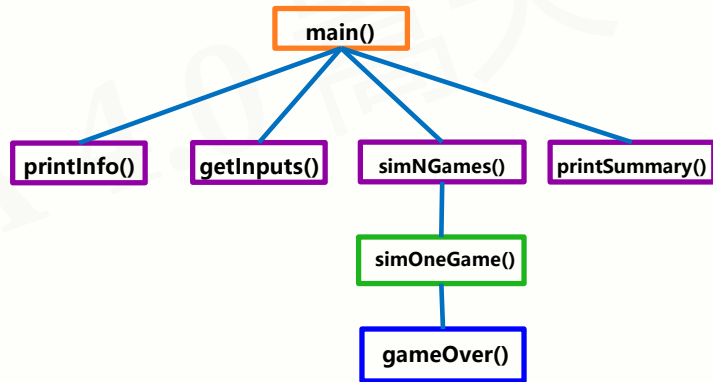 main()
printInfo()
getInputs()
simNGames()
printSummary()
simOneGame()
gameOver()